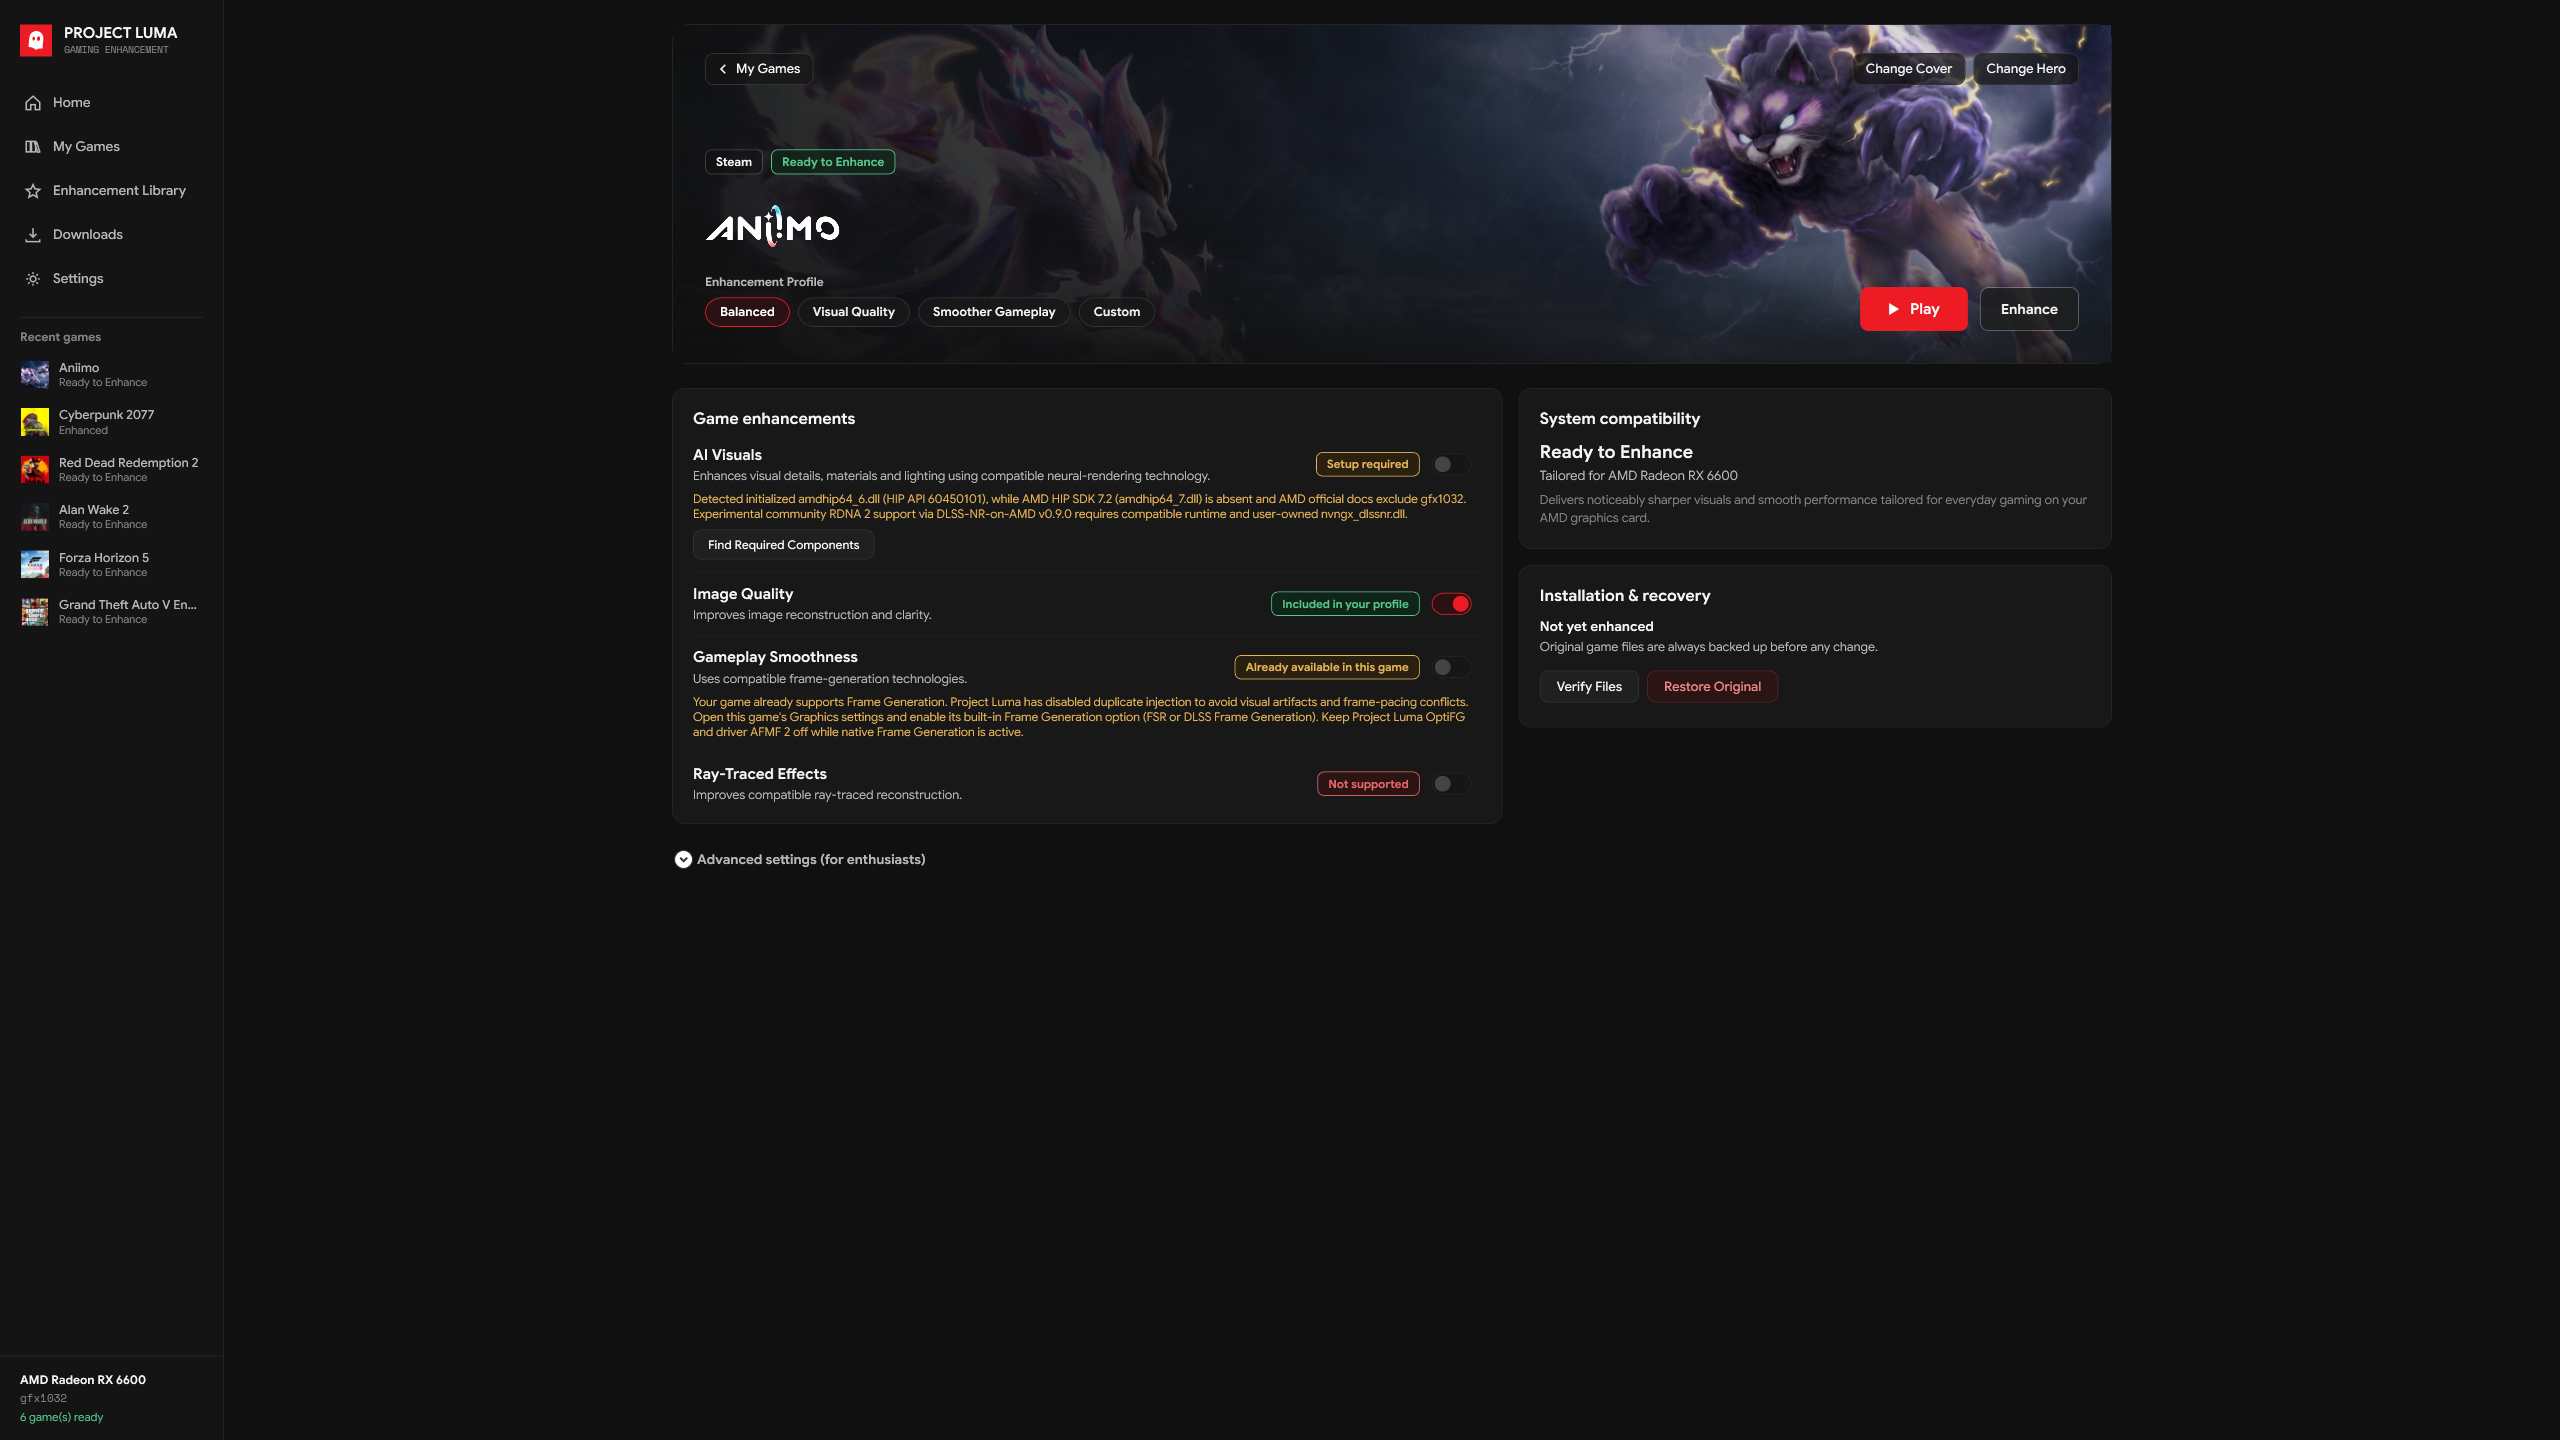 PROJECT LUMA
GAMING ENHANCEMENT
Home
My Games
Enhancement Library
Downloads
Settings
Recent games
Aniimo
Ready to Enhance
Cyberpunk 2077
Enhanced
Red Dead Redemption 2
Ready to Enhance
Alan Wake 2
Ready to Enhance
Forza Horizon 5
Ready to Enhance
Grand Theft Auto V En...
Ready to Enhance
AMD Radeon RX 6600
gfx1032
6 game(s) ready
My Games
Change Cover
Change Hero
Steam
Ready to Enhance
ANIIMO
Enhancement Profile
Balanced
Visual Quality
Smoother Gameplay
Custom
Play
Enhance
Game enhancements
AI Visuals
Enhances visual details, materials and lighting using compatible neural-rendering technology.
Setup required
Detected initialized amdhip64_6.dll (HIP API 60450101), while AMD HIP SDK 7.2 (amdhip64_7.dll) is absent and AMD official docs exclude gfx1032.
Experimental community RDNA 2 support via DLSS-NR-on-AMD v0.9.0 requires compatible runtime and user-owned nvngx_dlssnr.dll.
Find Required Components
Image Quality
Improves image reconstruction and clarity.
Included in your profile
Gameplay Smoothness
Uses compatible frame-generation technologies.
Already available in this game
Your game already supports Frame Generation. Project Luma has disabled duplicate injection to avoid visual artifacts and frame-pacing conflicts.
Open this game's Graphics settings and enable its built-in Frame Generation option (FSR or DLSS Frame Generation). Keep Project Luma OptiFG
and driver AFMF 2 off while native Frame Generation is active.
Ray-Traced Effects
Improves compatible ray-traced reconstruction.
Not supported
Advanced settings (for enthusiasts)
System compatibility
Ready to Enhance
Tailored for AMD Radeon RX 6600
Delivers noticeably sharper visuals and smooth performance tailored for everyday gaming on your
AMD graphics card.
Installation & recovery
Not yet enhanced
Original game files are always backed up before any change.
Verify Files
Restore Original